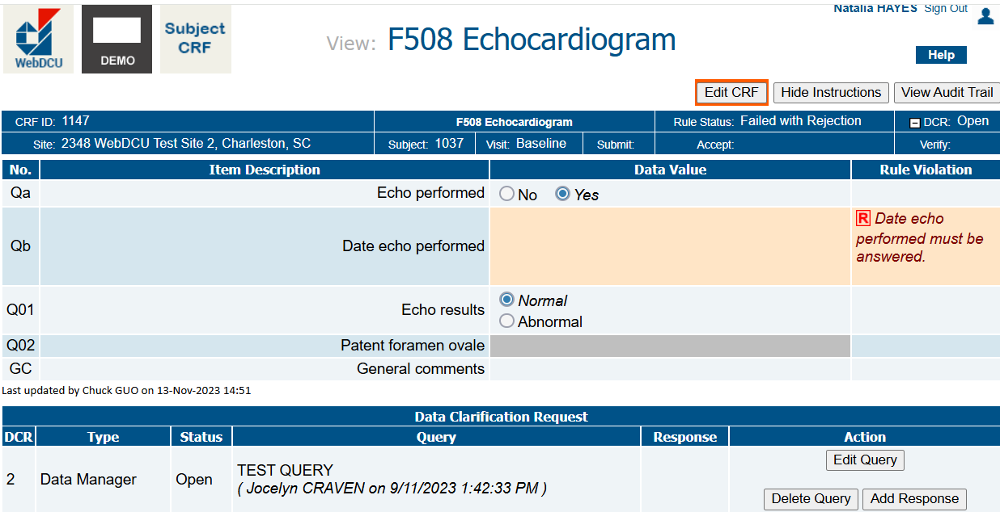 Natalia HAYES Sign Out
WebDCU
DEMO
Subject
CRF
View: F508 Echocardiogram
Help
Edit CRF Hide Instructions View Audit Trail
CRF ID: 1147 F508 Echocardiogram Rule Status: Failed with Rejection DCR: Open
Site: 2348 WebDCU Test Site 2, Charleston, SC Subject: 1037 Visit: Baseline Submit: Accept: Verify:
No. Item Description Data Value Rule Violation
Qa Echo performed No Yes
Qb Date echo performed
R Date echo
performed must be
answered.
Q01 Echo results
Normal
Abnormal
Q02 Patent foramen ovale
GC General comments
Last updated by Chuck GUO on 13-Nov-2023 14:51
Data Clarification Request
DCR Type Status Query Response Action
2 Data Manager Open
TEST QUERY
( Jocelyn CRAVEN on 9/11/2023 1:42:33 PM )
Edit Query
Delete Query Add Response